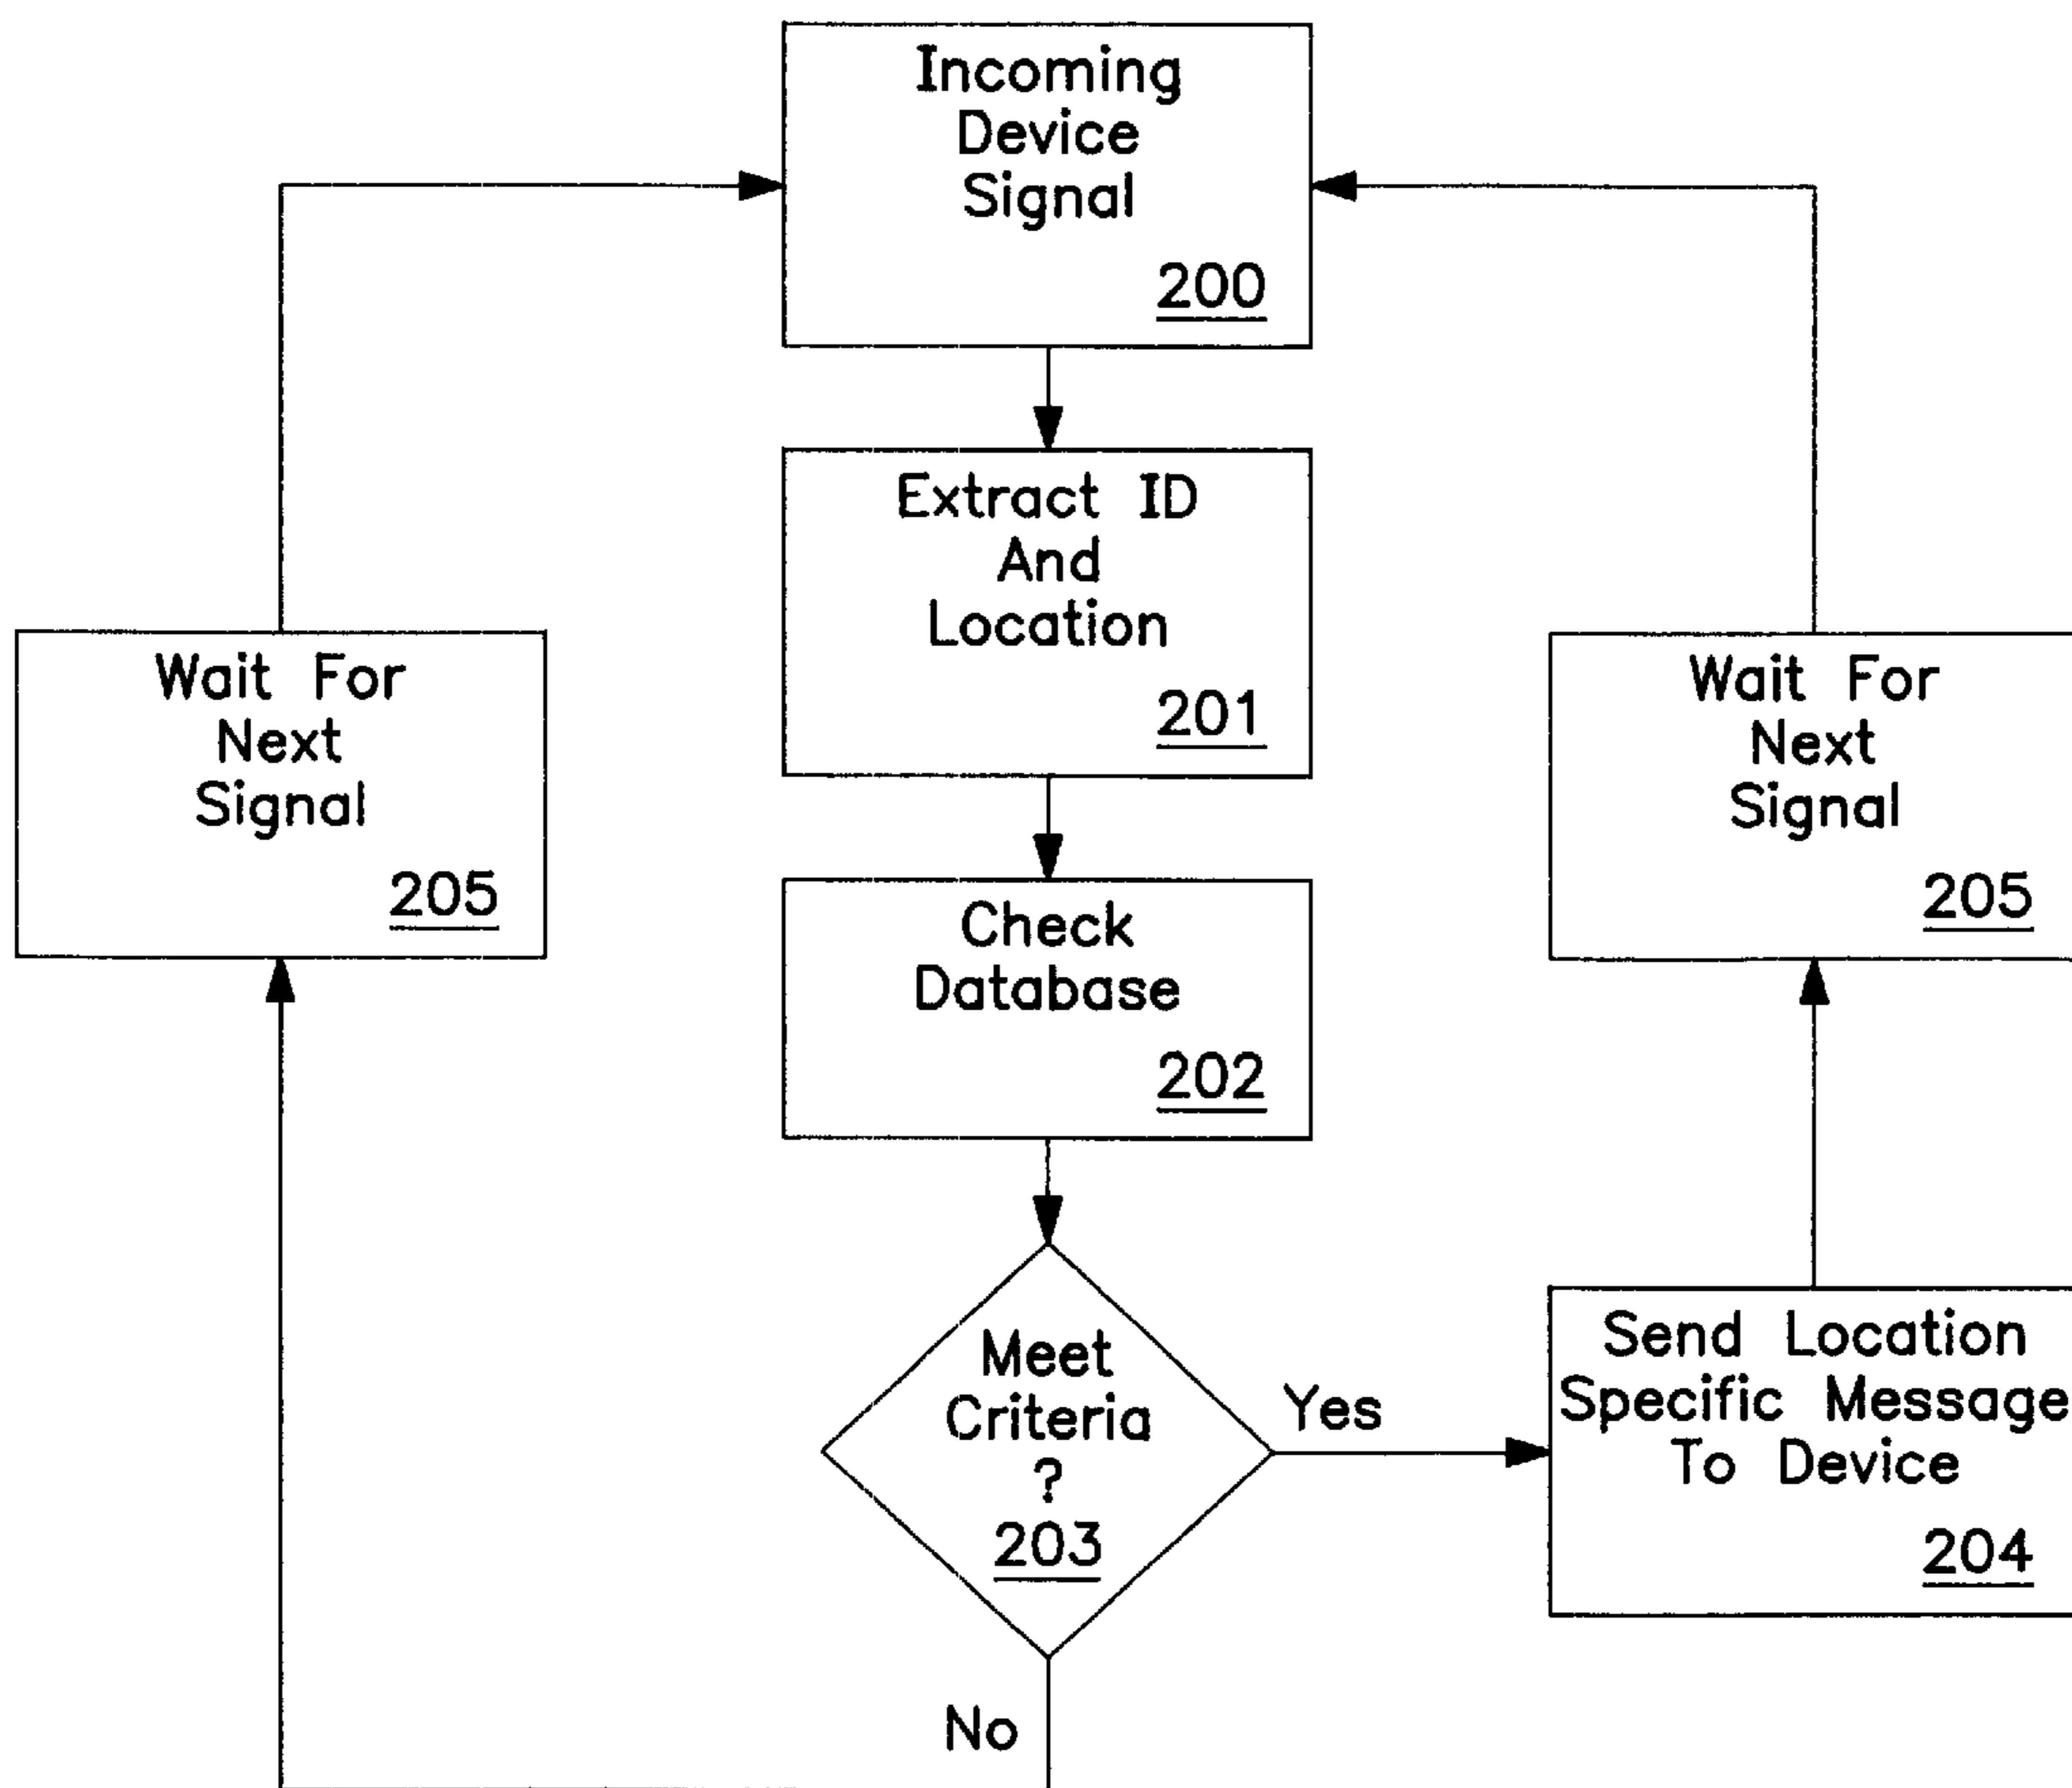 Incoming
Device
Signal
200
Extract ID
And
Location
201
Wait For
Next
Signal
205
Wait For
Next
Signal
205
Check
Database
202
Meet
Criteria
?
203
Yes
Send Location
Specific Message
To Device
204
No